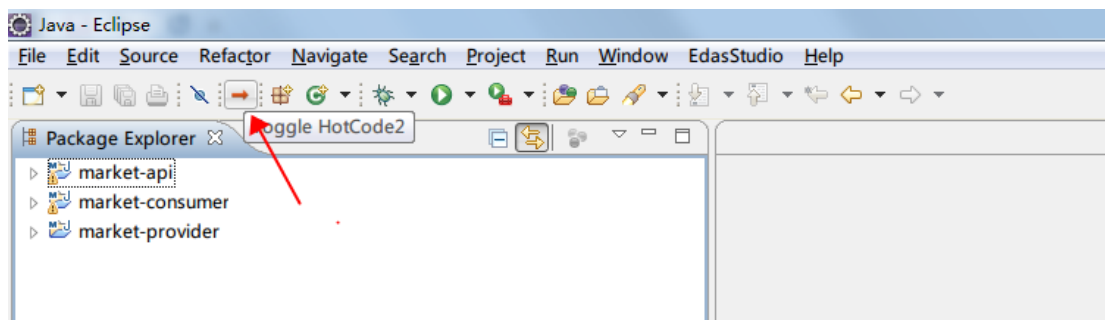 Java - Eclipse
File Edit Source Refactor Navigate Search Project Run Window EdasStudio Help
oggle HotCode2
Package Explorer
market-api
market-consumer
market-provider